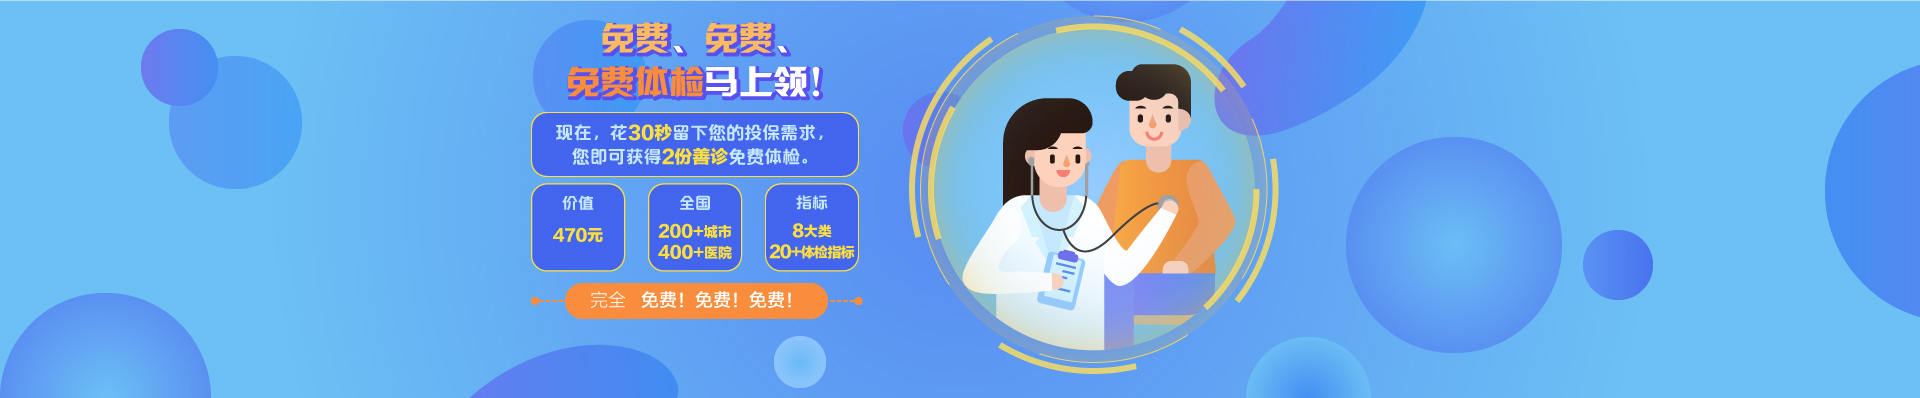 免费、免费、
免费体检马上领！
现在，花30秒留下您的投保需求，
您即可获得2份善诊免费体检。
价值
470元
全国
200+城市
400+医院
指标
8大类
20+体检指标
完全 免费！免费！免费！